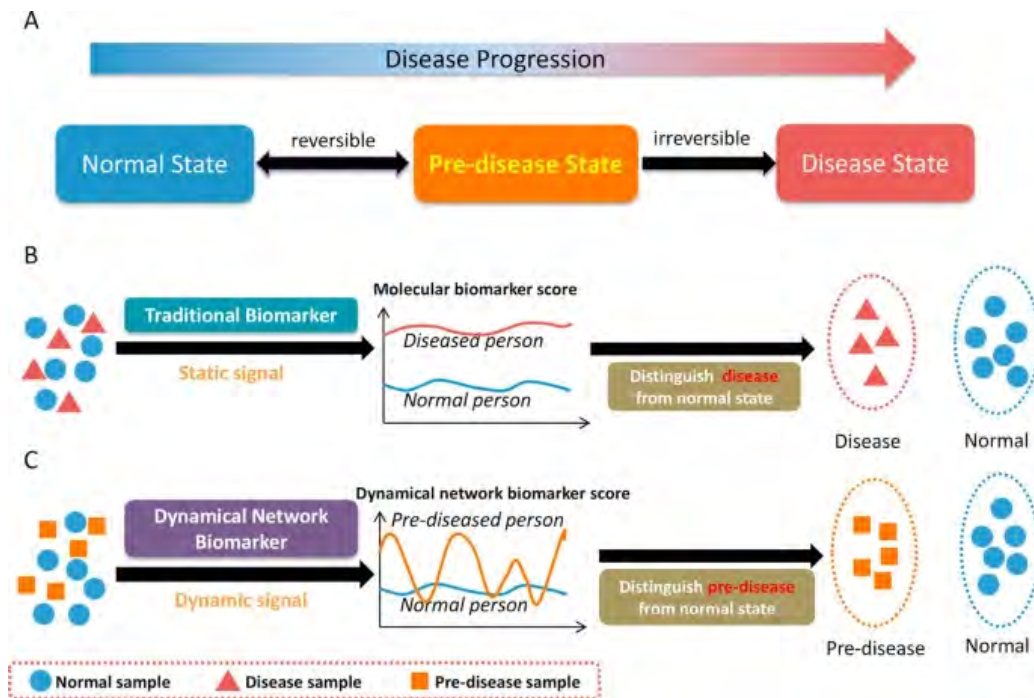 A
Disease Progression
Normal State
reversible
Pre-disease State
irreversible
Disease State
B
Traditional Biomarker
Static signal
Molecular biomarker score
Diseased person
Normal person
Distinguish disease
from normal state
Disease
Normal
C
Dynamical Network
Biomarker
Dynamic signal
Dynamical network biomarker score
Pre-diseased person
Normal person
Distinguish pre-disease
from normal state
Pre-disease
Normal
Normal sample
Disease sample
Pre-disease sample